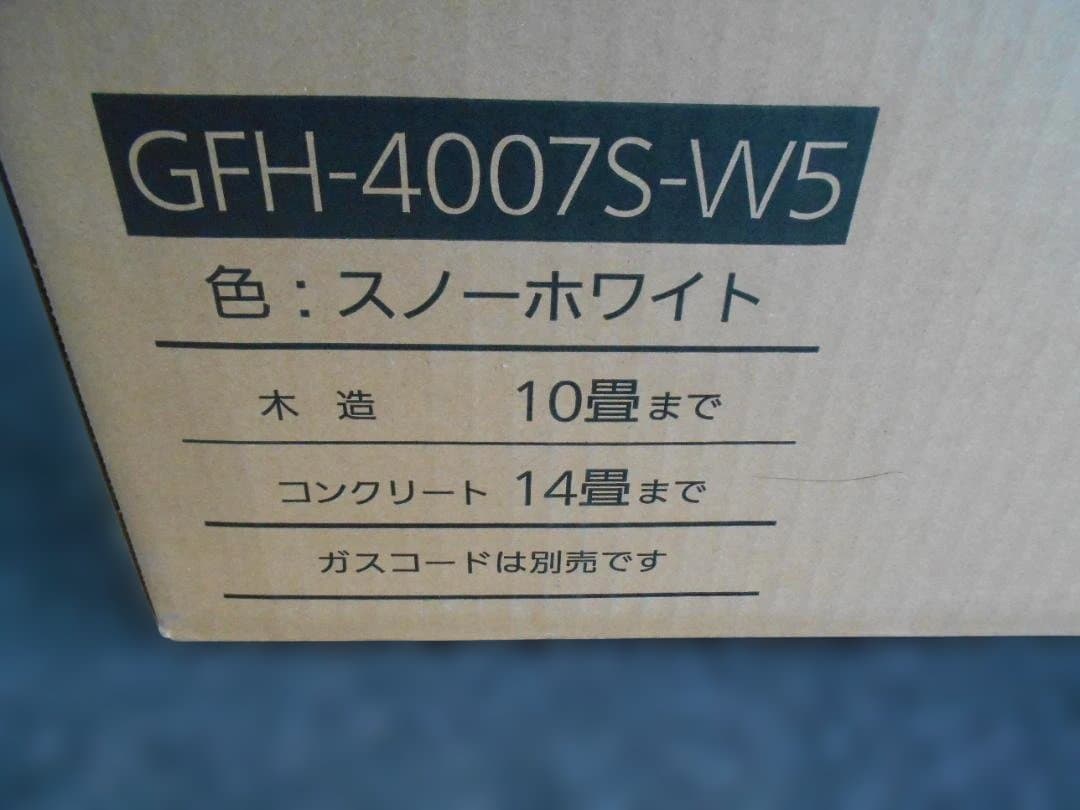 GFH-4007S-W5
色：スノーホワイト
木 造 10畳まで
コンクリート 14畳まで
ガスコードは別売です